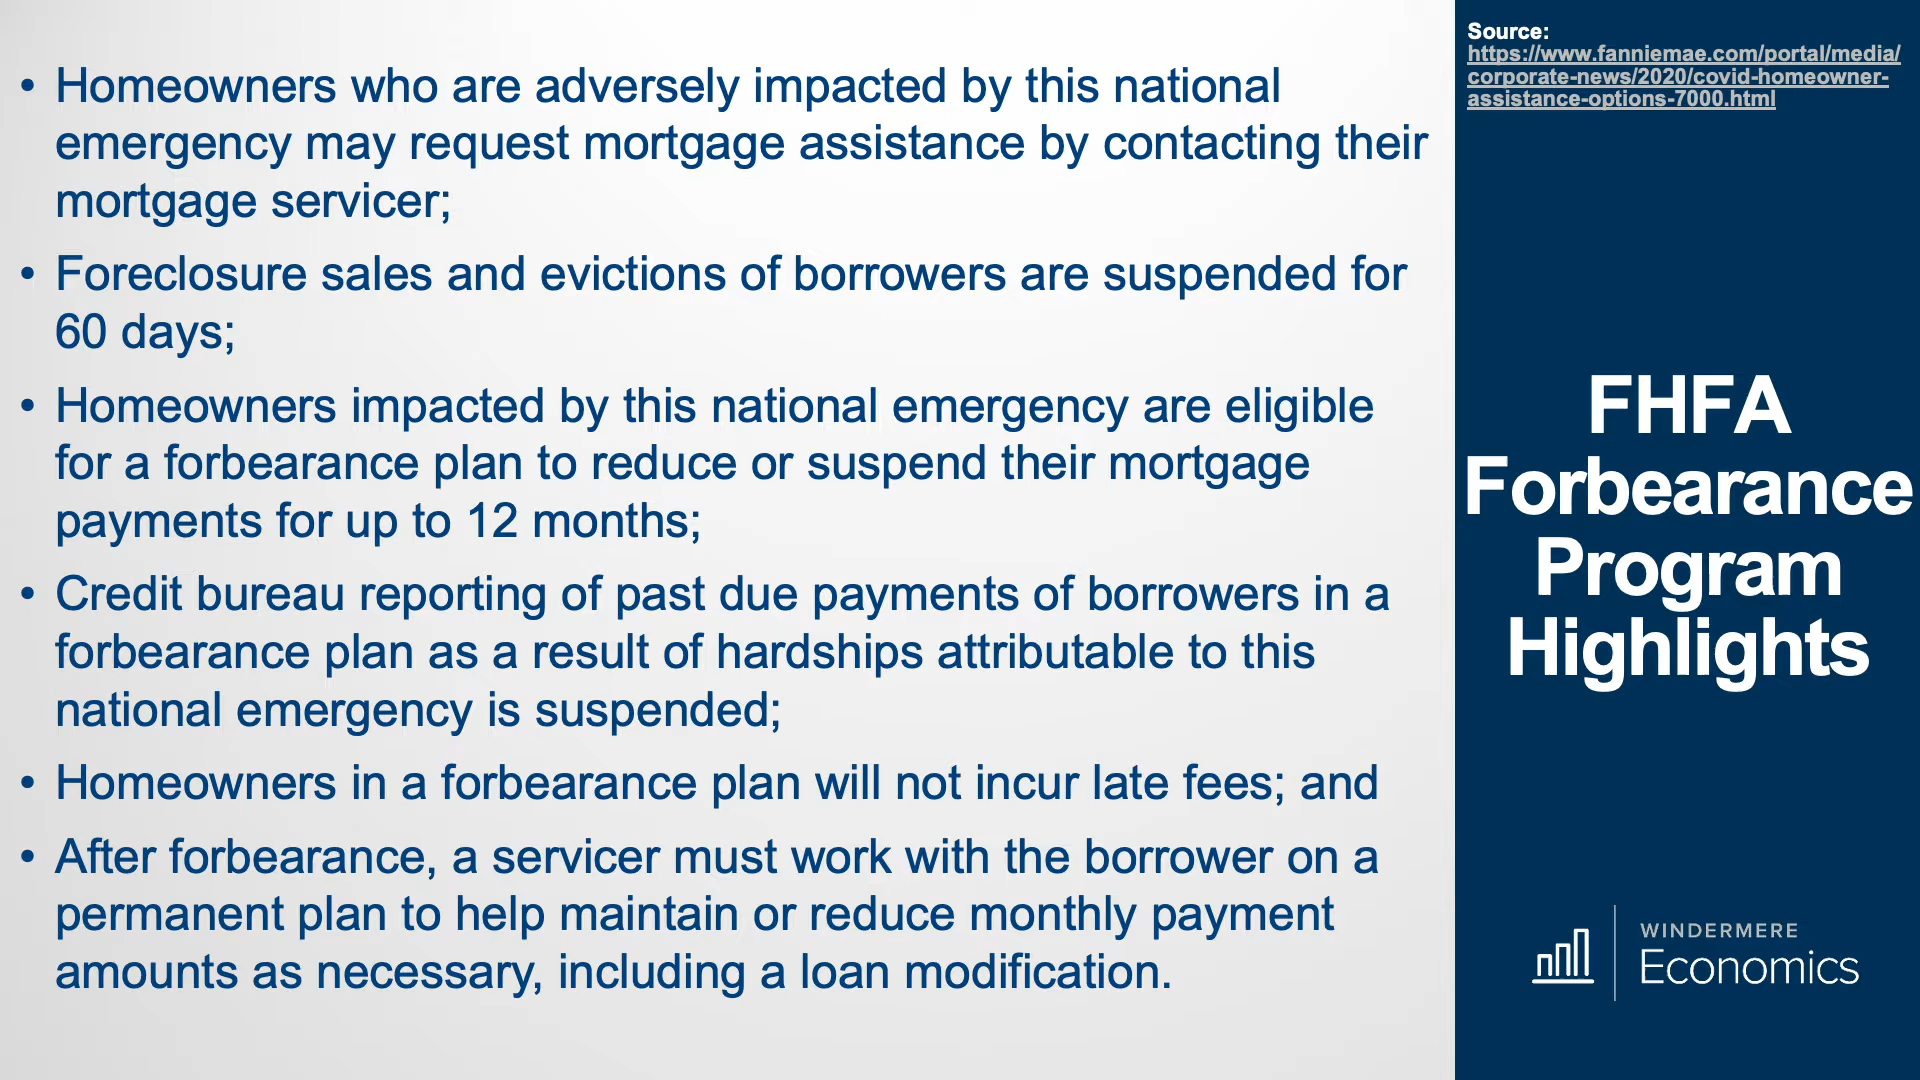 • Homeowners who are adversely impacted by this national
emergency may request mortgage assistance by contacting their
mortgage servicer;
• Foreclosure sales and evictions of borrowers are suspended for
60 days;
• Homeowners impacted by this national emergency are eligible
for a forbearance plan to reduce or suspend their mortgage
payments for up to 12 months;
• Credit bureau reporting of past due payments of borrowers in a
forbearance plan as a result of hardships attributable to this
national emergency is suspended;
• Homeowners in a forbearance plan will not incur late fees; and
• After forbearance, a servicer must work with the borrower on a
permanent plan to help maintain or reduce monthly payment
amounts as necessary, including a loan modification.
Source:
https://www.fanniemae.com/portal/media/
corporate-news/2020/covid-homeowner-
assistance-options-7000.html
FHFA
Forbearance
Program
Highlights
WINDERMERE
Economics